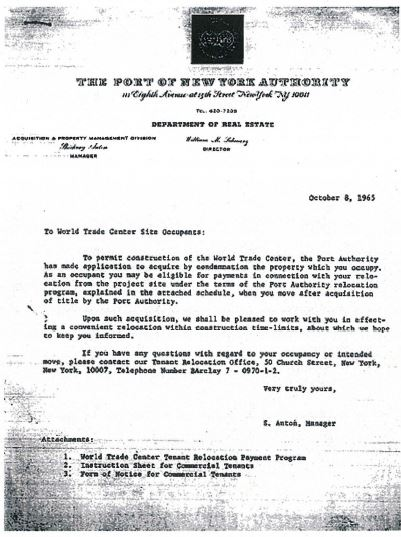 THE PORT OF NEW YORK AUTHORITY
111 Eighth Avenue at 15th Street New York NY 10011
TEL.: 620-7229
DEPARTMENT OF REAL ESTATE
ACQUISITION & PROPERTY MANAGEMENT DIVISION
MANAGER
William M.
DIRECTOR
October 8, 1965
To World Trade Center Site Occupants:
To permit construction of the World Trade Center, the Port Authority
has made application to acquire by condemnation the property which you occupy.
As an occupant you may be eligible for payments in connection with your relo-
cation from the project site under the terms of the Port Authority relocation
program, explained in the attached schedule, when you move after acquisition
of title by the Port Authority.
Upon such acquisition, we shall be pleased to work with you in effect-
ing a convenient relocation within construction time-limits, about which we hope
to keep you informed.
If you have any questions with regard to your occupancy or intended
move, please contact our Tenant Relocation Office, 50 Church Street, New York,
New York, 10007, Telephone Number BArclay 7 - 0970-1-2.
Very truly yours,
S. Anton, Manager
Attachments:
1. World Trade Center Tenant Relocation Payment Program
2. Instruction Sheet for Commercial Tenants
3. Form of Notice for Commercial Tenants